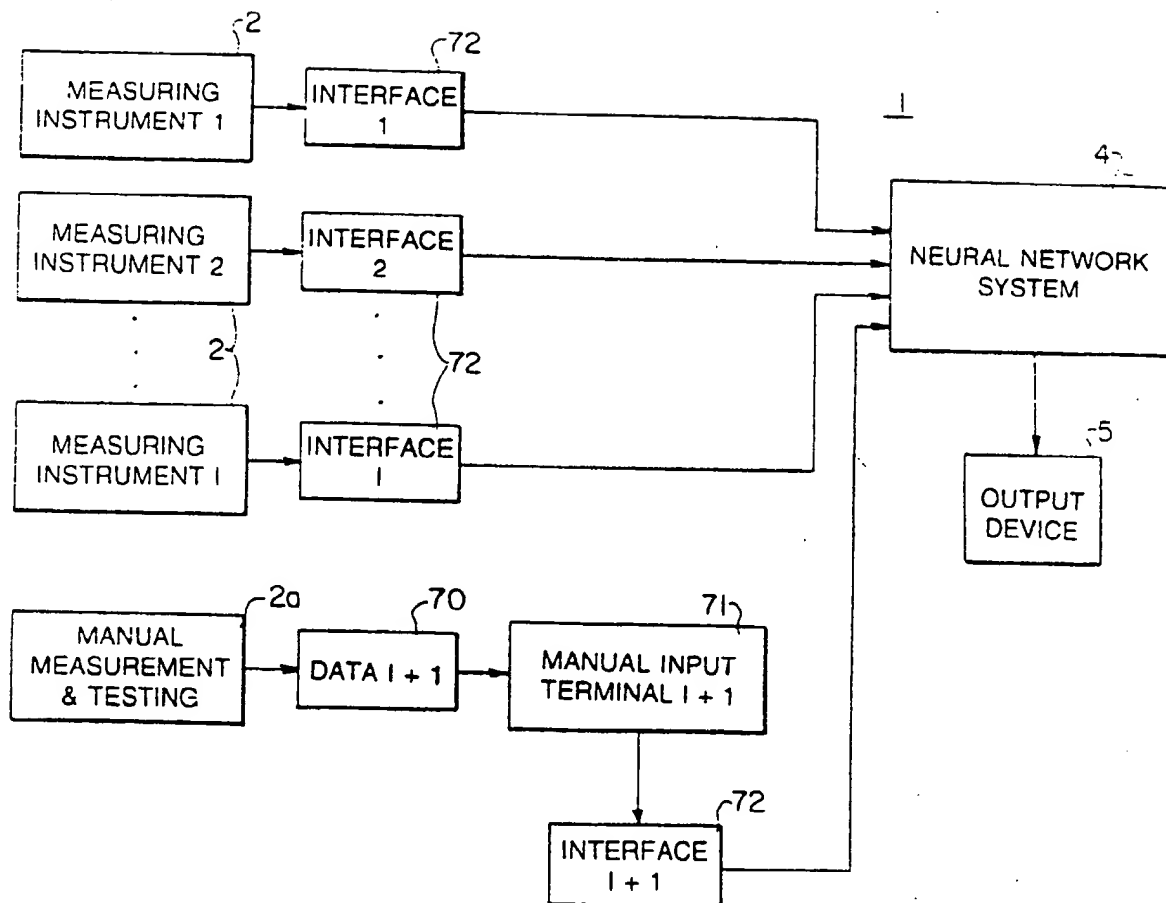 2
72
MEASURING
INSTRUMENT 1
INTERFACE
1
1
4
MEASURING
INSTRUMENT 2
INTERFACE
2
NEURAL NETWORK
SYSTEM
2
72
MEASURING
INSTRUMENT I
INTERFACE
I
5
OUTPUT
DEVICE
2a
70
71
MANUAL
MEASUREMENT
& TESTING
DATA I + 1
MANUAL INPUT
TERMINAL I + 1
72
INTERFACE
I + 1